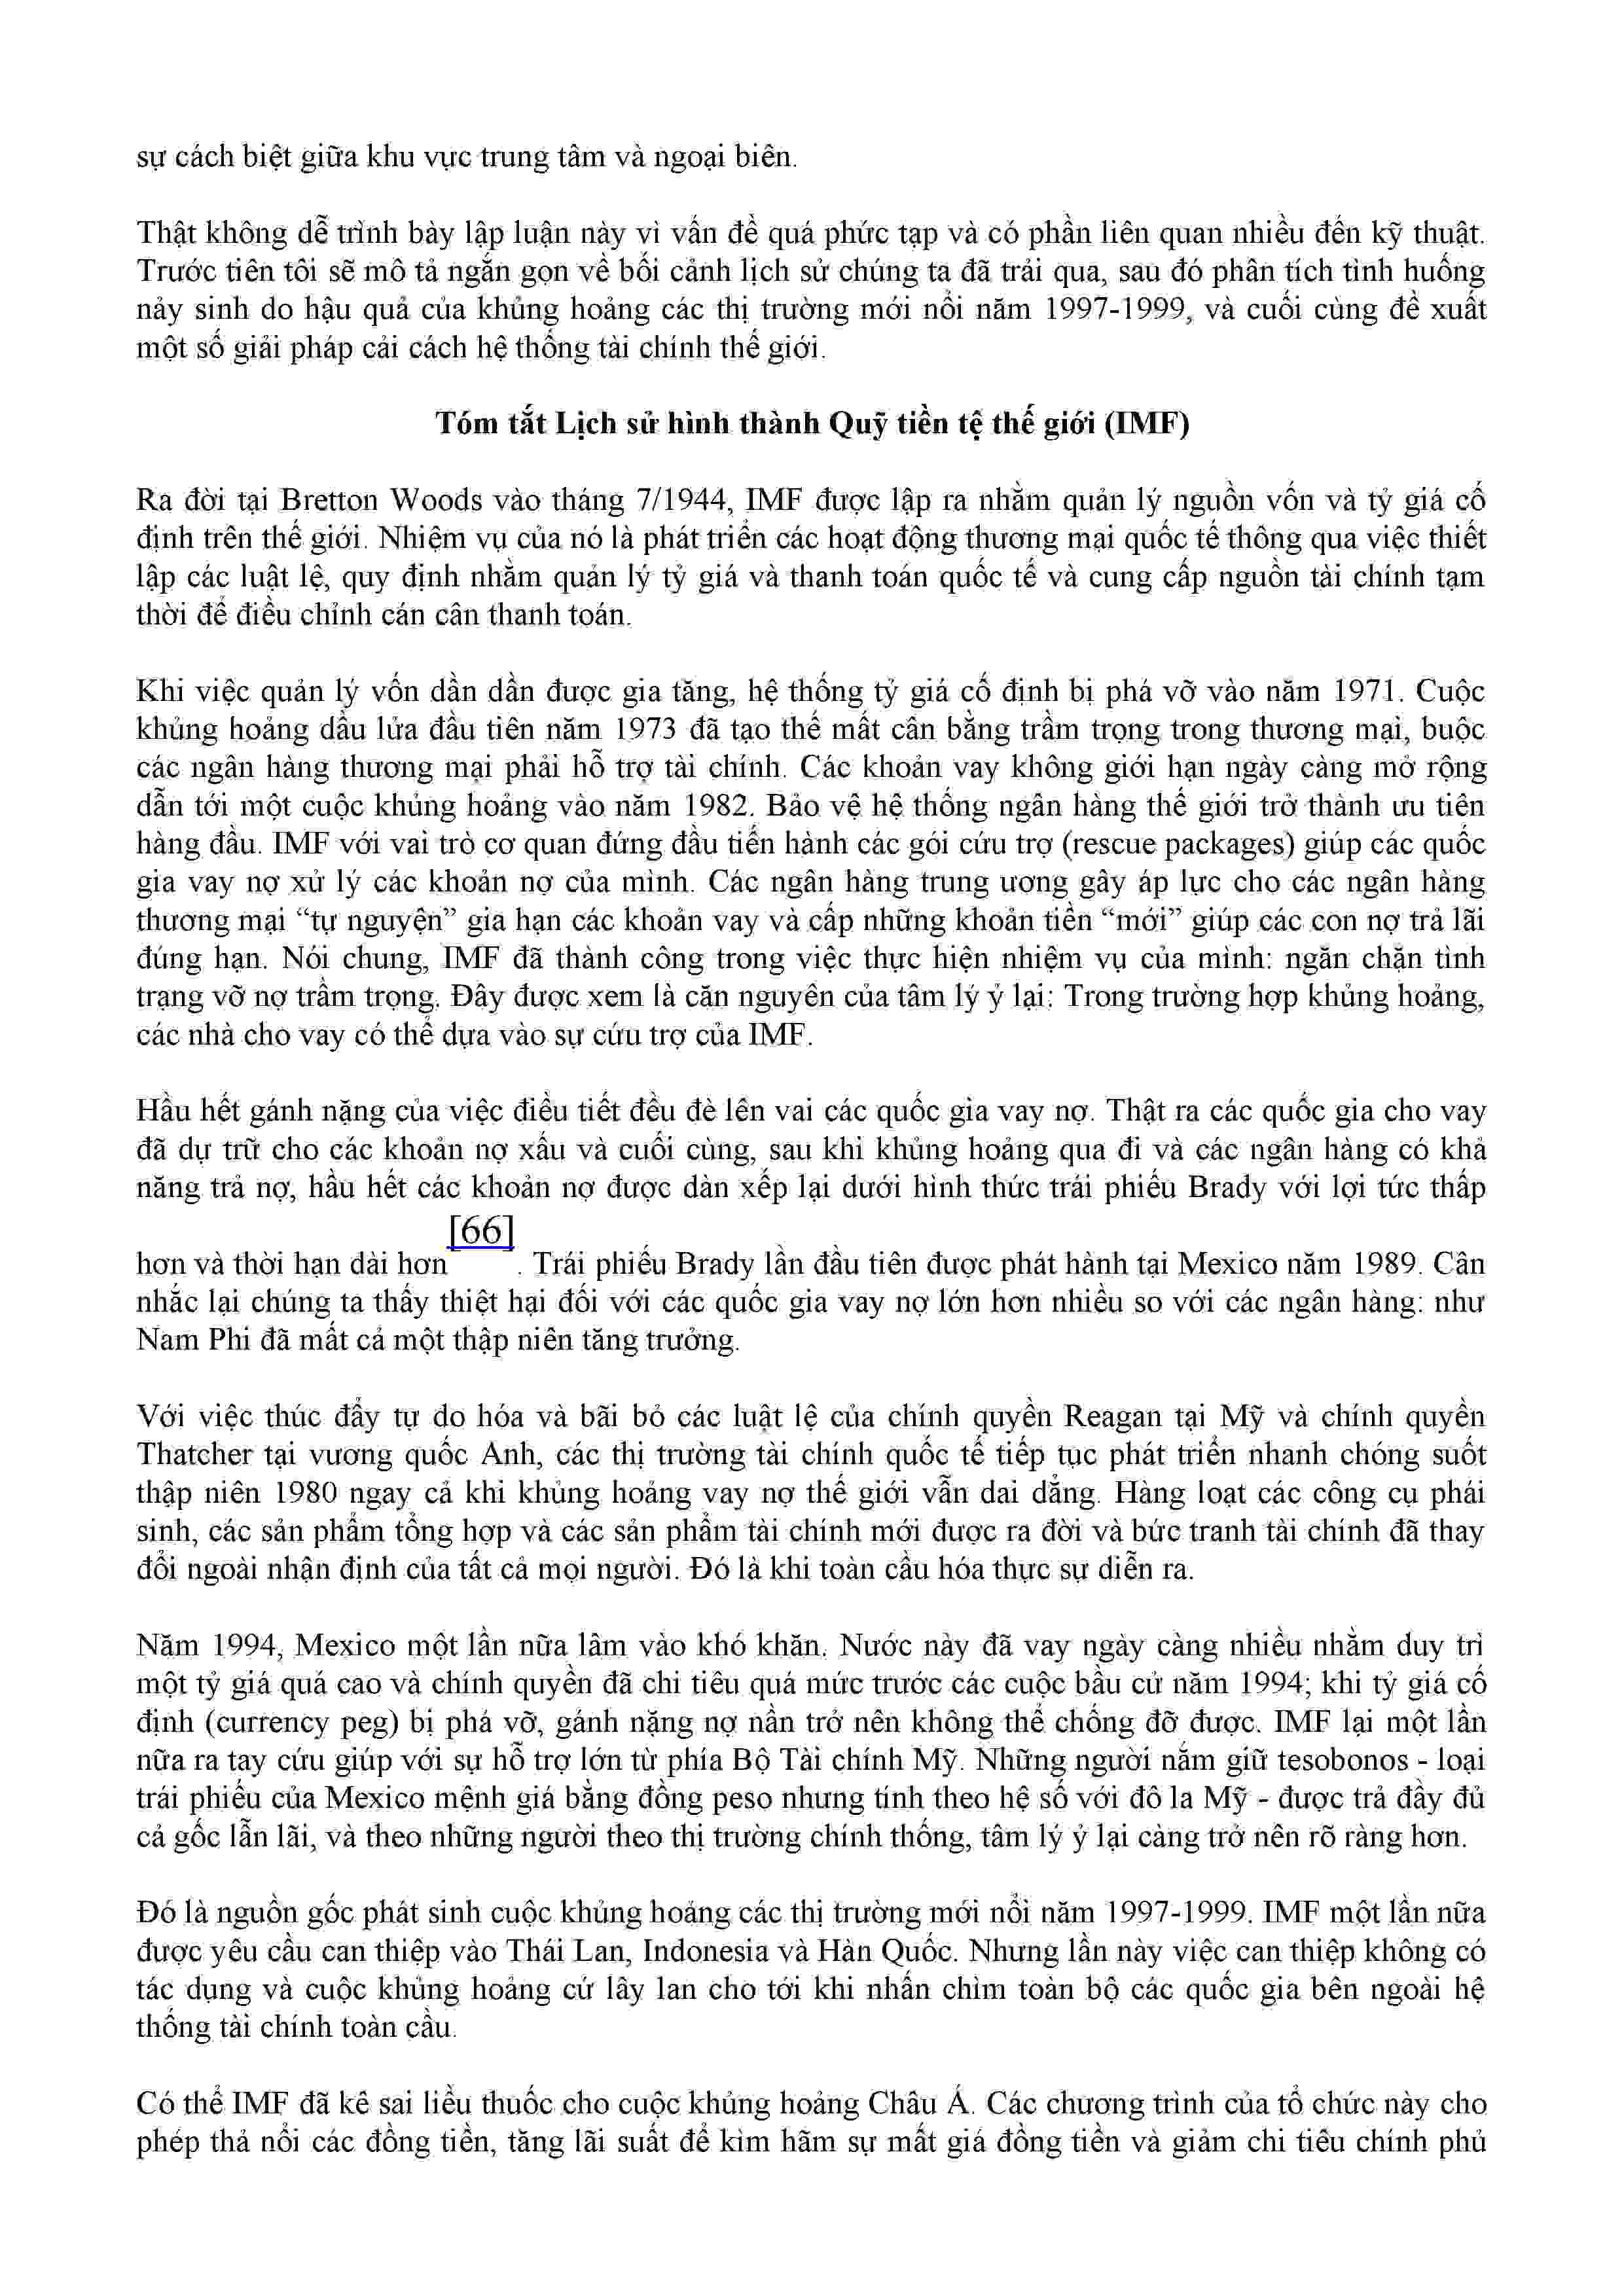 sự cách biệt giữa khu vực trung tâm và ngoại biên.
Thật không dễ trình bày lập luận này vì vấn đề quá phức tạp và có phần liên quan nhiều đến kỹ thuật.
Trước tiên tôi sẽ mô tả ngắn gọn về bối cảnh lịch sử chúng ta đã trải qua, sau đó phân tích tình huống
nảy sinh do hậu quả của khủng hoảng các thị trường mới nổi năm 1997-1999, và cuối cùng đề xuất
một số giải pháp cải cách hệ thống tài chính thế giới.
Tóm tắt Lịch sử hình thành Quỹ tiền tệ thế giới (IMF)
Ra đời tại Bretton Woods vào tháng 7/1944, IMF được lập ra nhằm quản lý nguồn vốn và tỷ giá cố
định trên thế giới. Nhiệm vụ của nó là phát triển các hoạt động thương mại quốc tế thông qua việc thiết
lập các luật lệ, quy định nhằm quản lý tỷ giá và thanh toán quốc tế và cung cấp nguồn tài chính tạm
thời để điều chỉnh cán cân thanh toán.
Khi việc quản lý vốn dần dần được gia tăng, hệ thống tỷ giá cố định bị phá vỡ vào năm 1971. Cuộc
khủng hoảng dầu lửa đầu tiên năm 1973 đã tạo thế mất cân bằng trầm trọng trong thương mại, buộc
các ngân hàng thương mại phải hỗ trợ tài chính. Các khoản vay không giới hạn ngày càng mở rộng
dẫn tới một cuộc khủng hoảng vào năm 1982. Bảo vệ hệ thống ngân hàng thế giới trở thành ưu tiên
hàng đầu. IMF với vai trò cơ quan đứng đầu tiến hành các gói cứu trợ (rescue packages) giúp các quốc
gia vay nợ xử lý các khoản nợ của mình. Các ngân hàng trung ương gây áp lực cho các ngân hàng
thương mại “tự nguyện” gia hạn các khoản vay và cấp những khoản tiền “mới” giúp các con nợ trả lãi
đúng hạn. Nói chung, IMF đã thành công trong việc thực hiện nhiệm vụ của mình: ngăn chặn tình
trạng vỡ nợ trầm trọng. Đây được xem là căn nguyên của tâm lý ỷ lại: Trong trường hợp khủng hoảng,
các nhà cho vay có thể dựa vào sự cứu trợ của IMF.
Hầu hết gánh nặng của việc điều tiết đều đè lên vai các quốc gia vay nợ. Thật ra các quốc gia cho vay
đã dự trữ cho các khoản nợ xấu và cuối cùng, sau khi khủng hoảng qua đi và các ngân hàng có khả
năng trả nợ, hầu hết các khoản nợ được dàn xếp lại dưới hình thức trái phiếu Brady với lợi tức thấp
hơn và thời hạn dài hơn[66]. Trái phiếu Brady lần đầu tiên được phát hành tại Mexico năm 1989. Cân
nhắc lại chúng ta thấy thiệt hại đối với các quốc gia vay nợ lớn hơn nhiều so với các ngân hàng: như
Nam Phi đã mất cả một thập niên tăng trưởng.
Với việc thúc đẩy tự do hóa và bãi bỏ các luật lệ của chính quyền Reagan tại Mỹ và chính quyền
Thatcher tại vương quốc Anh, các thị trường tài chính quốc tế tiếp tục phát triển nhanh chóng suốt
thập niên 1980 ngay cả khi khủng hoảng vay nợ thế giới vẫn dai dẳng. Hàng loạt các công cụ phái
sinh, các sản phẩm tổng hợp và các sản phẩm tài chính mới được ra đời và bức tranh tài chính đã thay
đổi ngoài nhận định của tất cả mọi người. Đó là khi toàn cầu hóa thực sự diễn ra.
Năm 1994, Mexico một lần nữa lâm vào khó khăn. Nước này đã vay ngày càng nhiều nhằm duy trì
một tỷ giá quá cao và chính quyền đã chi tiêu quá mức trước các cuộc bầu cử năm 1994; khi tỷ giá cố
định (currency peg) bị phá vỡ, gánh nặng nợ nần trở nên không thể chống đỡ được. IMF lại một lần
nữa ra tay cứu giúp với sự hỗ trợ lớn từ phía Bộ Tài chính Mỹ. Những người nắm giữ tesobonos - loại
trái phiếu của Mexico mệnh giá bằng đồng peso nhưng tính theo hệ số với đô la Mỹ - được trả đầy đủ
cả gốc lẫn lãi, và theo những người theo thị trường chính thống, tâm lý ỷ lại càng trở nên rõ ràng hơn.
Đó là nguồn gốc phát sinh cuộc khủng hoảng các thị trường mới nổi năm 1997-1999. IMF một lần nữa
được yêu cầu can thiệp vào Thái Lan, Indonesia và Hàn Quốc. Nhưng lần này việc can thiệp không có
tác dụng và cuộc khủng hoảng cứ lây lan cho tới khi nhấn chìm toàn bộ các quốc gia bên ngoài hệ
thống tài chính toàn cầu.
Có thể IMF đã kê sai liều thuốc cho cuộc khủng hoảng Châu Á. Các chương trình của tổ chức này cho
phép thả nổi các đồng tiền, tăng lãi suất để kìm hãm sự mất giá đồng tiền và giảm chi tiêu chính phủ